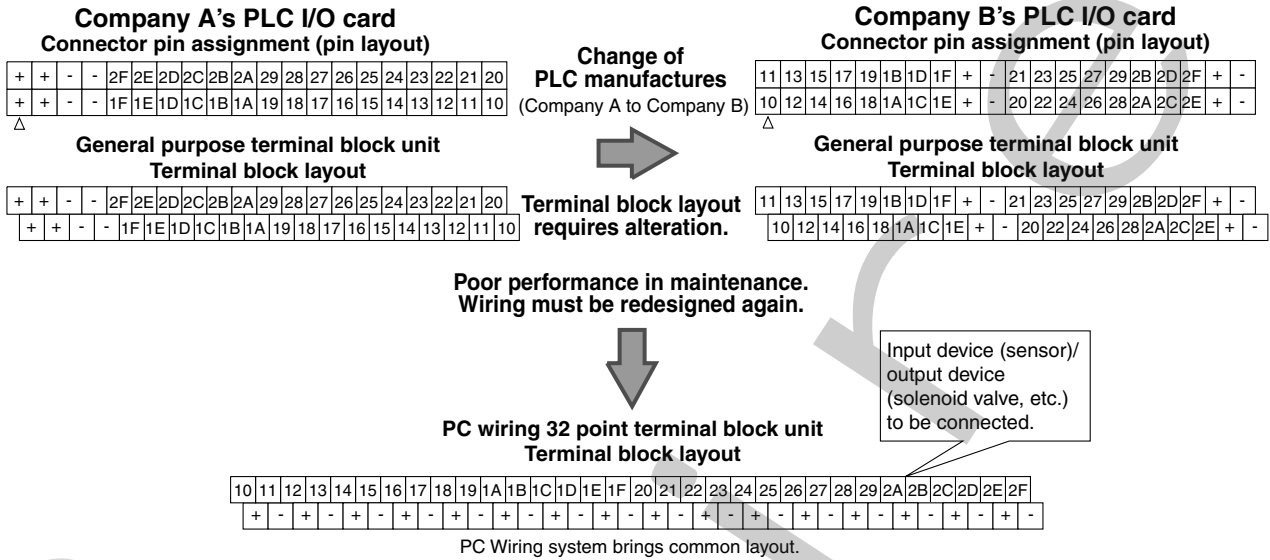 Company A's PLC I/O card
Connector pin assignment (pin layout)
+ + - - 2F 2E 2D 2C 2B 2A 29 28 27 26 25 24 23 22 21 20
+ + - - 1F 1E 1D 1C 1B 1A 19 18 17 16 15 14 13 12 11 10
General purpose terminal block unit
Terminal block layout
+ + - - 2F 2E 2D 2C 2B 2A 29 28 27 26 25 24 23 22 21 20
+ + - - 1F 1E 1D 1C 1B 1A 19 18 17 16 15 14 13 12 11 10
Change of
PLC manufactures
(Company A to Company B)
Terminal block layout
requires alteration.
Company B's PLC I/O card
Connector pin assignment (pin layout)
11 13 15 17 19 1B 1D 1F + - 21 23 25 27 29 2B 2D 2F + -
10 12 14 16 18 1A 1C 1E + - 20 22 24 26 28 2A 2C 2E + -
General purpose terminal block unit
Terminal block layout
11 13 15 17 19 1B 1D 1F + - 21 23 25 27 29 2B 2D 2F + -
10 12 14 16 18 1A 1C 1E + - 20 22 24 26 28 2A 2C 2E + -
Poor performance in maintenance.
Wiring must be redesigned again.
Input device (sensor)/
output device
(solenoid valve, etc.)
to be connected.
PC wiring 32 point terminal block unit
Terminal block layout
10 11 12 13 14 15 16 17 18 19 1A 1B 1C 1D 1E 1F 20 21 22 23 24 25 26 27 28 29 2A 2B 2C 2D 2E 2F
+ - + - + - + - + - + - + - + - + - + - + - + - + - + - + - + -
PC Wiring system brings common layout.